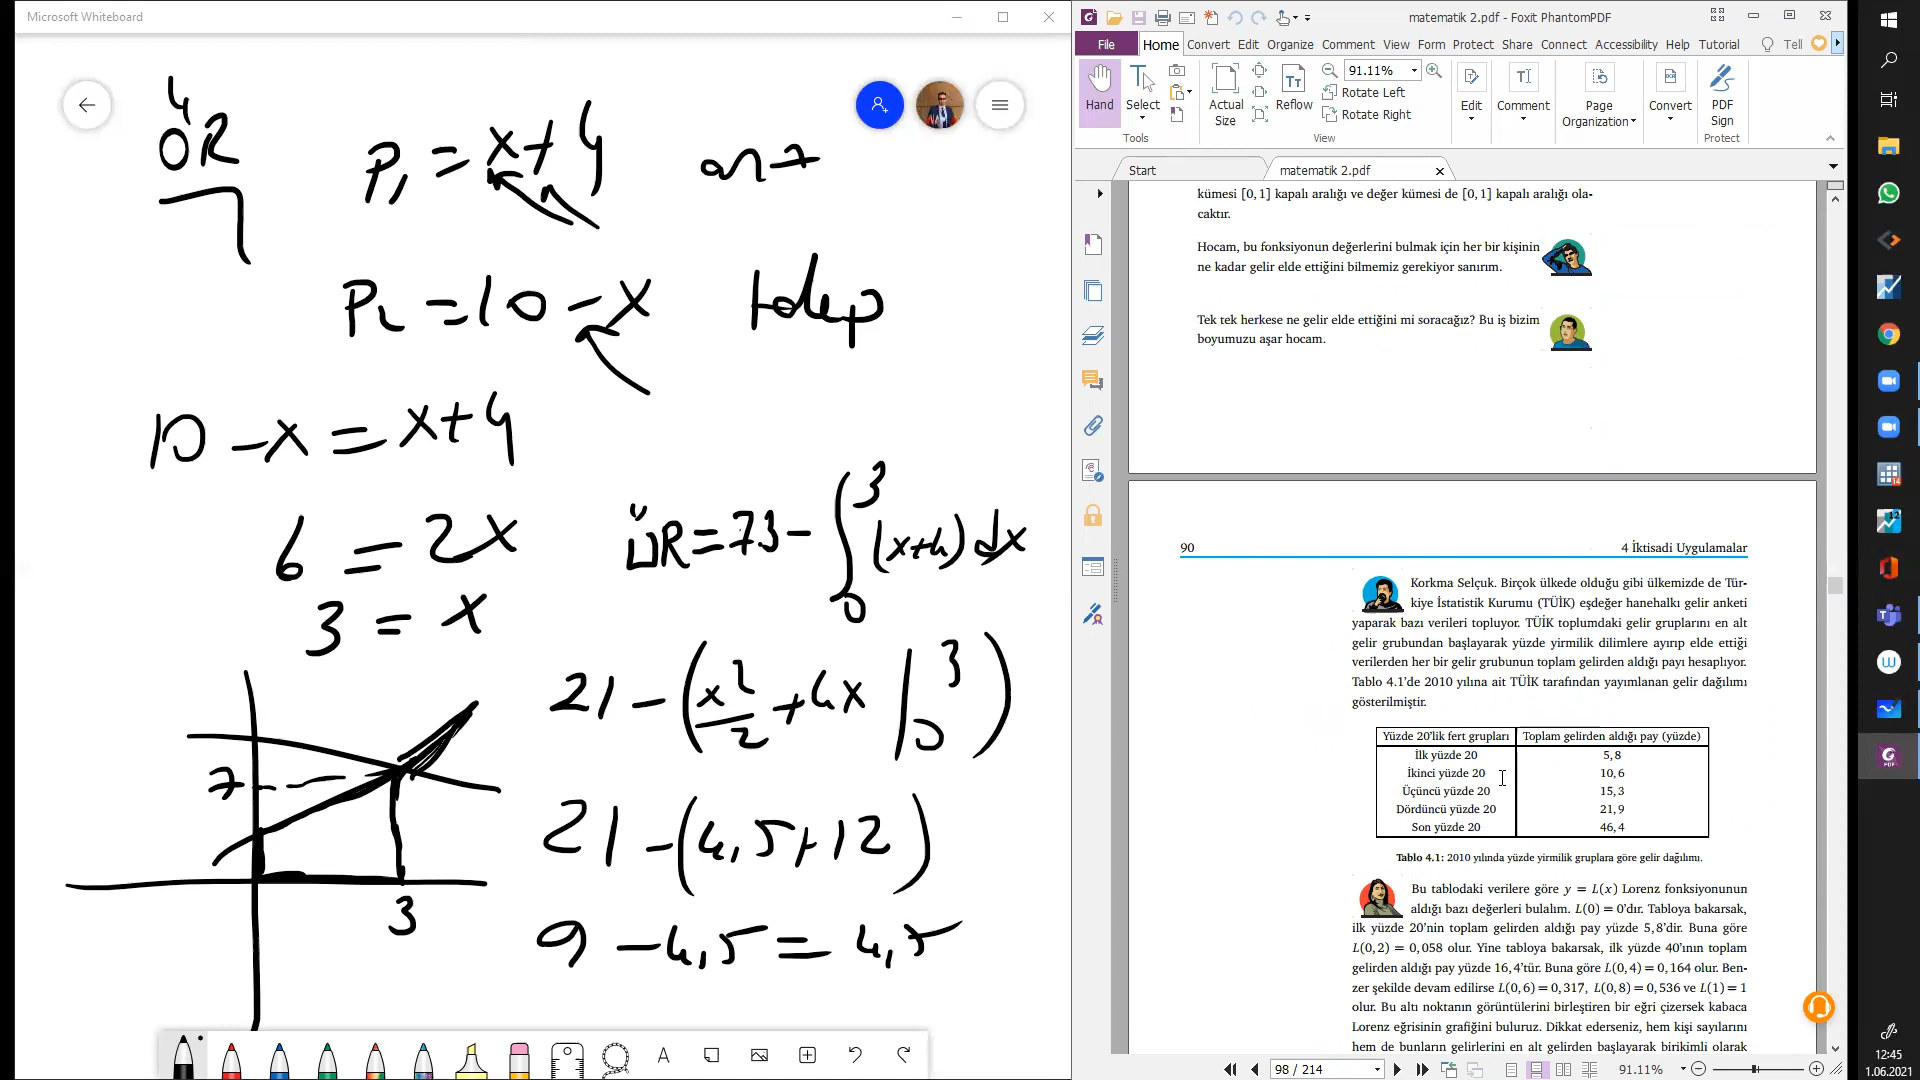 Microsoft Whiteboard
4
ÖR
P₁ = x+4 arz
P₂ = 10 - x talep
10 - x = x+4
6 = 2x
3 = x
ÜR = 7.3 - ∫₀³ (x+4) dx
21 - (x²/2 + 4x |₀³)
7
3
21 - (4,5+12)
9 - 4,5 = 4,5
matematik 2.pdf - Foxit PhantomPDF
File Home Convert Edit Organize Comment View Form Protect Share Connect Accessibility Help Tutorial Tell
Hand
Select
Actual Size
Reflow
91.11%
Rotate Left
Rotate Right
Edit
Comment
Page Organization
Convert
PDF Sign
Tools
View
Protect
Start
matematik 2.pdf
kümesi [0, 1] kapalı aralığı ve değer kümesi de [0, 1] kapalı aralığı ola-
caktır.
Hocam, bu fonksiyonun değerlerini bulmak için her bir kişinin
ne kadar gelir elde ettiğini bilmemiz gerekiyor sanırım.
Tek tek herkese ne gelir elde ettiğini mi soracağız? Bu iş bizim
boyumuzu aşar hocam.
90 4 İktisadi Uygulamalar
Korkma Selçuk. Birçok ülkede olduğu gibi ülkemizde de Tür-
kiye İstatistik Kurumu (TÜİK) eşdeğer hanehalkı gelir anketi
yaparak bazı verileri topluyor. TÜİK toplumdaki gelir gruplarını en alt
gelir grubundan başlayarak yüzde yirmilik dilimlere ayırıp elde ettiği
verilerden her bir gelir grubunun toplam gelirden aldığı payı hesaplıyor.
Tablo 4.1’de 2010 yılına ait TÜİK tarafından yayımlanan gelir dağılımı
gösterilmiştir.
Yüzde 20’lik fert grupları Toplam gelirden aldığı pay (yüzde)
İlk yüzde 20 5, 8
İkinci yüzde 20 10, 6
Üçüncü yüzde 20 15, 3
Dördüncü yüzde 20 21, 9
Son yüzde 20 46, 4
Tablo 4.1: 2010 yılında yüzde yirmilik gruplara göre gelir dağılımı.
Bu tablodaki verilere göre y = L(x) Lorenz fonksiyonunun
aldığı bazı değerleri bulalım. L(0) = 0’dır. Tabloya bakarsak,
ilk yüzde 20’nin toplam gelirden aldığı pay yüzde 5, 8’dir. Buna göre
L(0, 2) = 0, 058 olur. Yine tabloya bakarsak, ilk yüzde 40’ının toplam
gelirden aldığı pay yüzde 16, 4’tür. Buna göre L(0, 4) = 0, 164 olur. Ben-
zer şekilde devam edilirse L(0, 6) = 0, 317, L(0, 8) = 0, 536 ve L(1) = 1
olur. Bu altı noktanın görüntülerini birleştiren bir eğri çizersek kabaca
Lorenz eğrisinin grafiğini buluruz. Dikkat ederseniz, hem kişi sayılarını
hem de bunların gelirlerini en alt gelirden başlayarak birikimli olarak
98 / 214
91.11%
12:45
1.06.2021